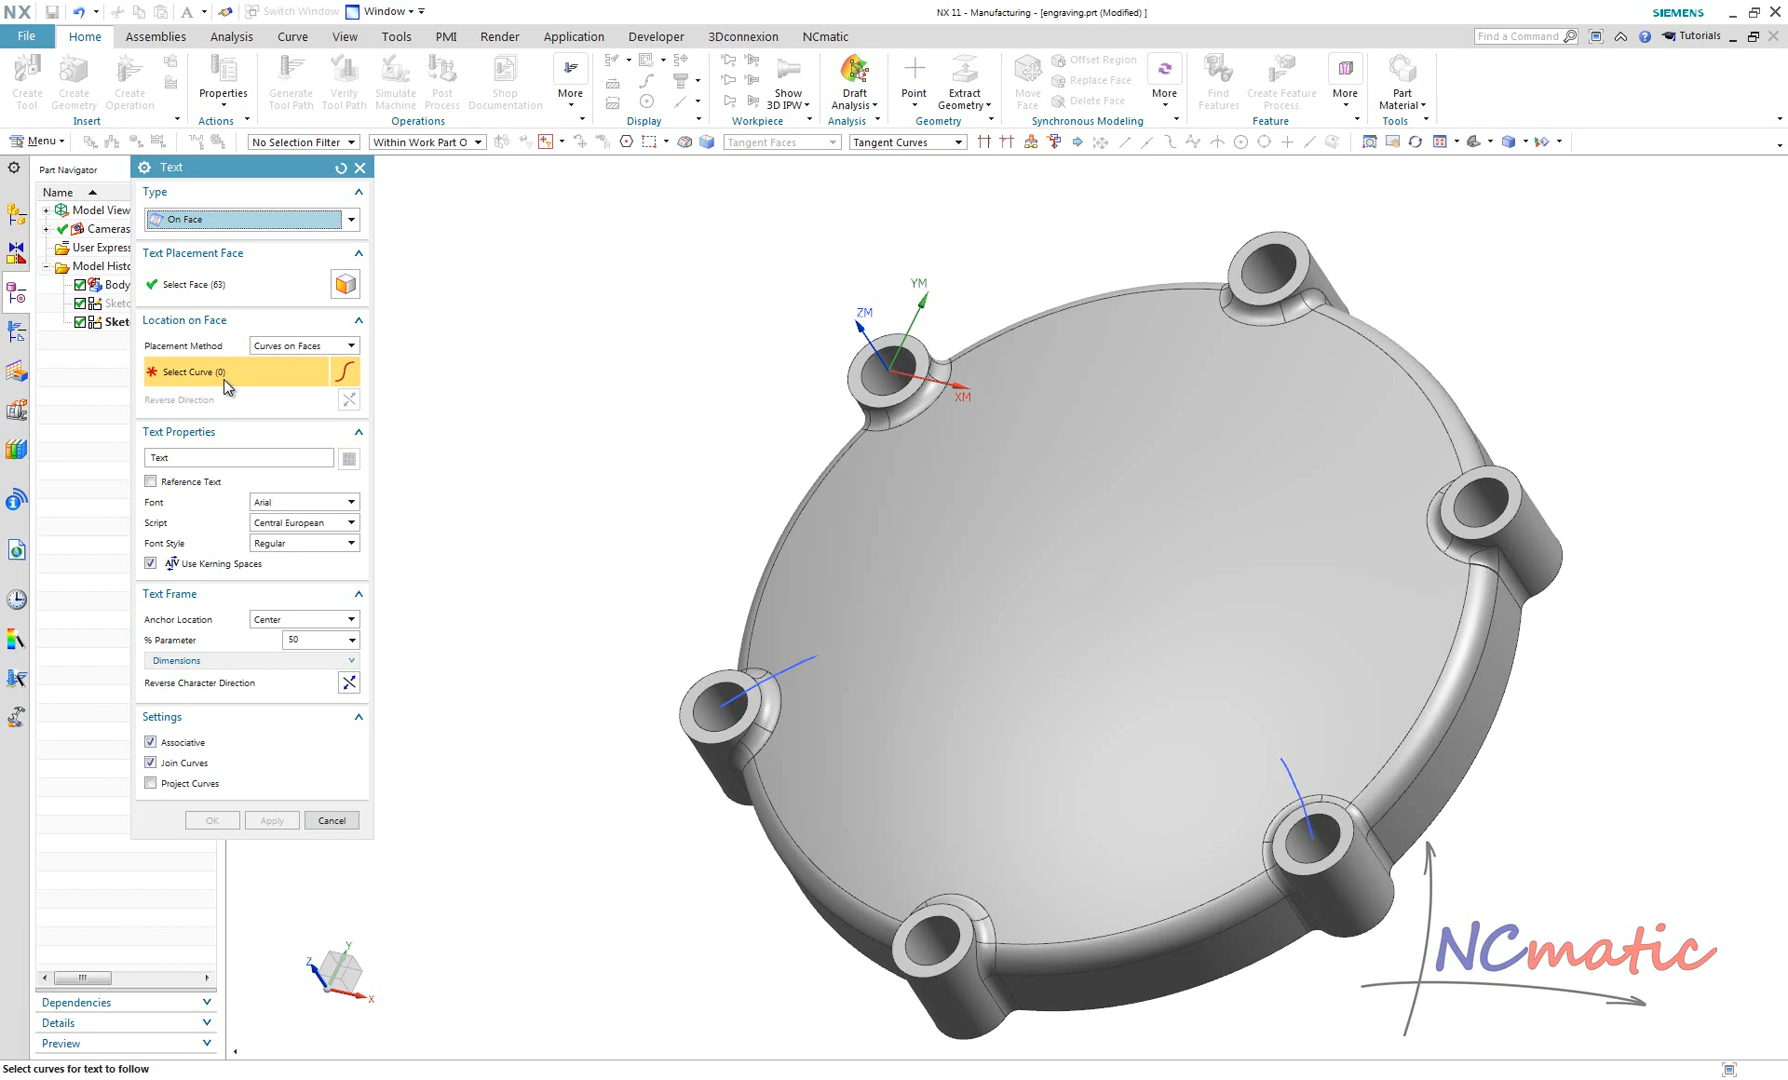 NX
Switch Window
Window
NX 11 - Manufacturing - [engraving.prt (Modified) ]
SIEMENS
File
Home
Assemblies
Analysis
Curve
View
Tools
PMI
Render
Application
Developer
3Dconnexion
NCmatic
Find a Command
Tutorials
Create Tool
Create Geometry
Create Operation
Properties
Generate Tool Path
Verify Tool Path
Simulate Machine
Post Process
Shop Documentation
More
Show 3D IPW
Draft Analysis
Point
Extract Geometry
Move Face
Offset Region
Replace Face
Delete Face
More
Find Features
Create Feature Process
More
Part Material
Insert
Actions
Operations
Display
Workpiece
Analysis
Geometry
Synchronous Modeling
Feature
Tools
Menu
No Selection Filter
Within Work Part O
Tangent Faces
Tangent Curves
Part Navigator
Name
Model View
Cameras
User Express
Model Histo
Body
Sketc
Sket
Text
Type
On Face
Text Placement Face
Select Face (63)
Location on Face
Placement Method
Curves on Faces
Select Curve (0)
Reverse Direction
Text Properties
Text
Reference Text
Font
Arial
Script
Central European
Font Style
Regular
Use Kerning Spaces
Text Frame
Anchor Location
Center
% Parameter
50
Dimensions
Reverse Character Direction
Settings
Associative
Join Curves
Project Curves
OK
Apply
Cancel
Dependencies
Details
Preview
YM
ZM
XM
Y
Z
X
NCmatic
Select curves for text to follow